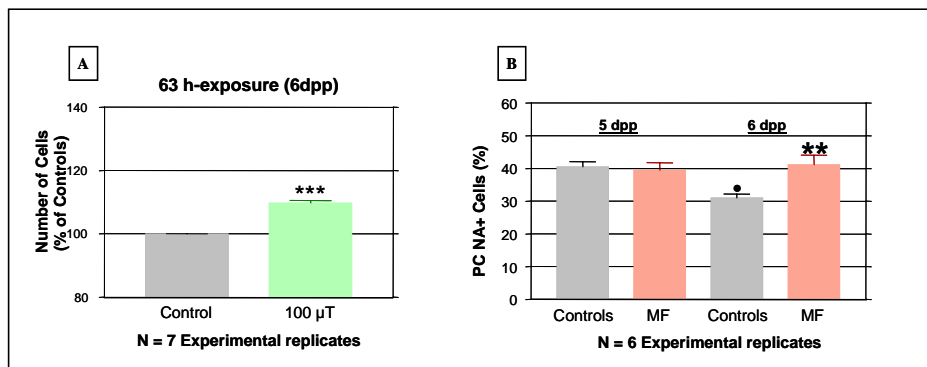 A
63 h-exposure (6dpp)
Number of Cells
(% of Controls)
140
120
100
80
***
Control
100 µT
N = 7 Experimental replicates
B
PC NA+ Cells (%)
60
50
40
30
20
10
0
5 dpp
6 dpp
**
Controls
MF
Controls
MF
N = 6 Experimental replicates